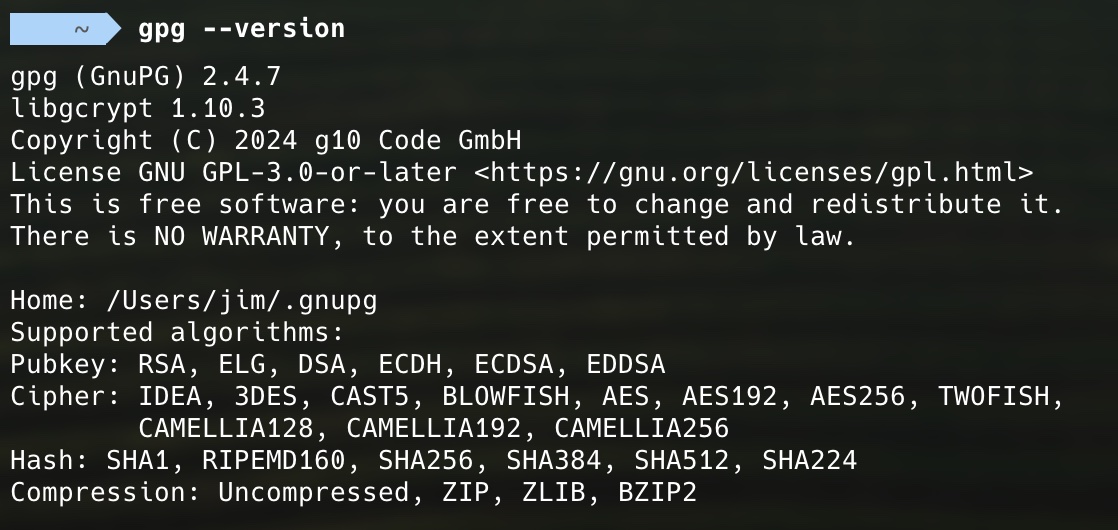 ~ gpg --version
gpg (GnuPG) 2.4.7
libgcrypt 1.10.3
Copyright (C) 2024 g10 Code GmbH
License GNU GPL-3.0-or-later <https://gnu.org/licenses/gpl.html>
This is free software: you are free to change and redistribute it.
There is NO WARRANTY, to the extent permitted by law.

Home: /Users/jim/.gnupg
Supported algorithms:
Pubkey: RSA, ELG, DSA, ECDH, ECDSA, EDDSA
Cipher: IDEA, 3DES, CAST5, BLOWFISH, AES, AES192, AES256, TWOFISH,
        CAMELLIA128, CAMELLIA192, CAMELLIA256
Hash: SHA1, RIPEMD160, SHA256, SHA384, SHA512, SHA224
Compression: Uncompressed, ZIP, ZLIB, BZIP2